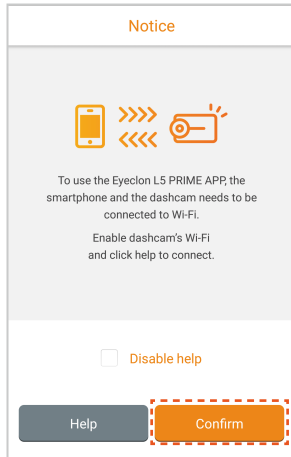 Notice
To use the Eyeclon L5 PRIME APP, the
smartphone and the dashcam needs to be
connected to Wi-Fi.
Enable dashcam's Wi-Fi
and click help to connect.
Disable help
Help
Confirm